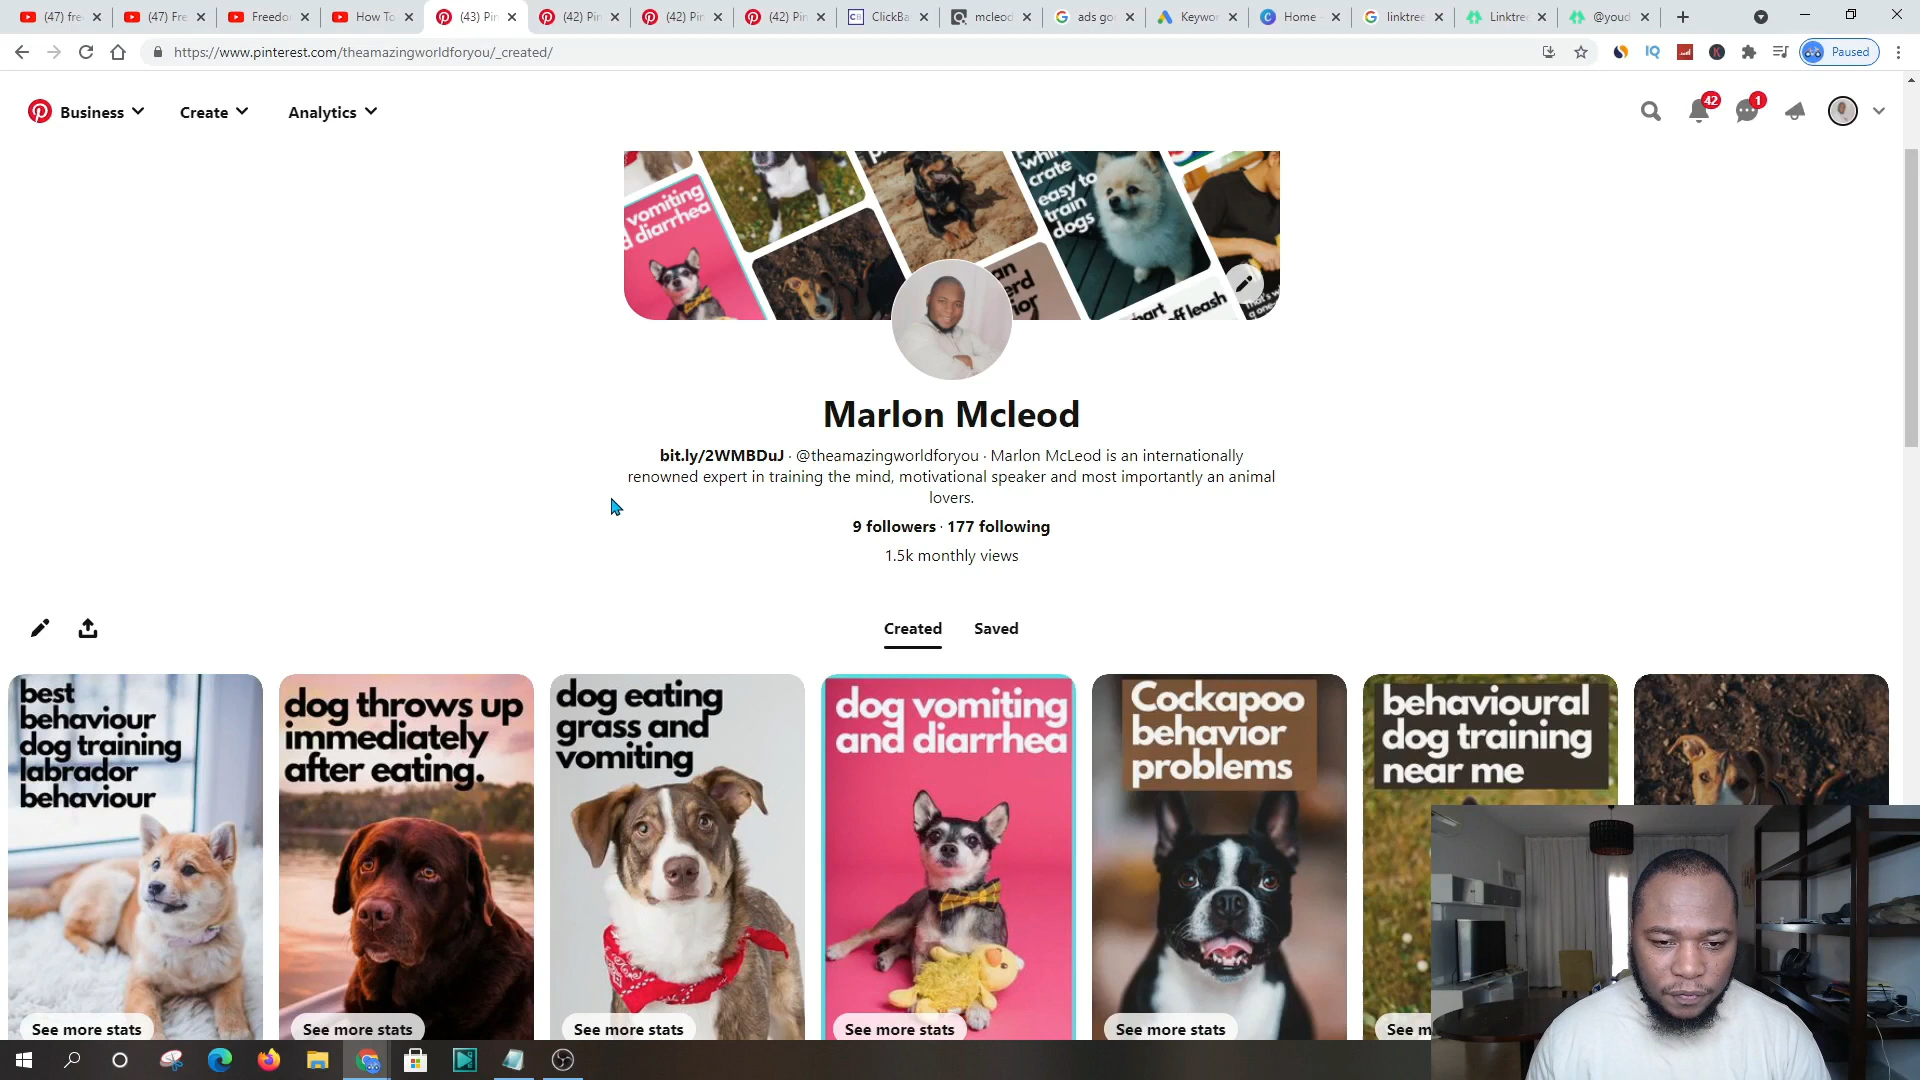 (47) fre
(47) Fre
Freedo
How To
(43) Pin
(42) Pin
(42) Pin
(42) Pin
ClickBa
mcleod
ads go
Keywor
Home -
linktree
Linktre
@youd
https://www.pinterest.com/theamazingworldforyou/_created/
Paused
Business
Create
Analytics
42
1
vomiting
d diarrhea
crate
easy to
train
dogs
an
erd
ior
hart
off leash
Marlon Mcleod
bit.ly/2WMBDuJ · @theamazingworldforyou · Marlon McLeod is an internationally
renowned expert in training the mind, motivational speaker and most importantly an animal
lovers.
9 followers · 177 following
1.5k monthly views
Created
Saved
best
behaviour
dog training
labrador
behaviour
dog throws up
immediately
after eating.
dog eating
grass and
vomiting
dog vomiting
and diarrhea
Cockapoo
behavior
problems
behavioural
dog training
near me
See more stats
See more stats
See more stats
See more stats
See more stats
See m